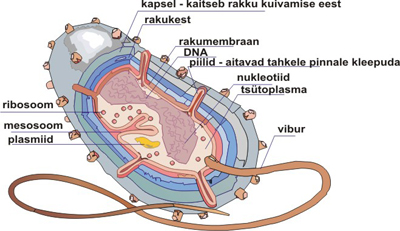 kapsel - kaitseb rakku kuivamise eest
rakukest
rakumembraan
DNA
piilid - aitavad tahkele pinnale kleepuda
nukleotiid
tsütoplasma
ribosoom
mesosoom
plasmiid
vibur